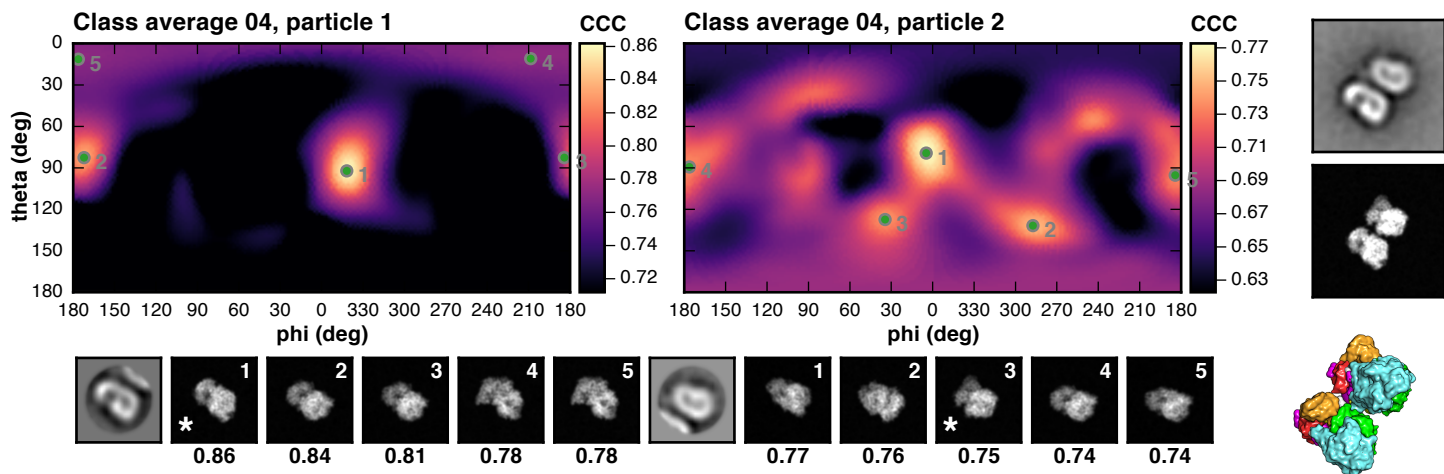 Class average 04, particle 1
CCC
Class average 04, particle 2
CCC
theta (deg)
0
30
60
90
120
150
180
5
4
2
1
3
0.86
0.84
0.82
0.80
0.78
0.76
0.74
0.72
1
4
5
3
2
0.77
0.75
0.73
0.71
0.69
0.67
0.65
0.63
180 150 120 90 60 30 0 330 300 270 240 210 180
phi (deg)
180 150 120 90 60 30 0 330 300 270 240 210 180
phi (deg)
1 2 3 4 5
*
0.86 0.84 0.81 0.78 0.78
1 2 3 4 5
*
0.77 0.76 0.75 0.74 0.74